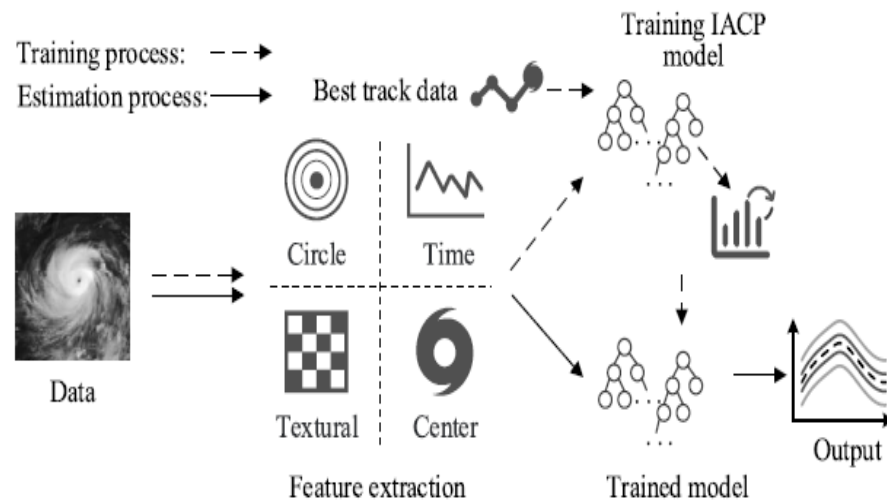 Training process:
Estimation process:
Best track data
Training IACP
model
Circle
Time
Data
Textural
Center
Output
Feature extraction
Trained model